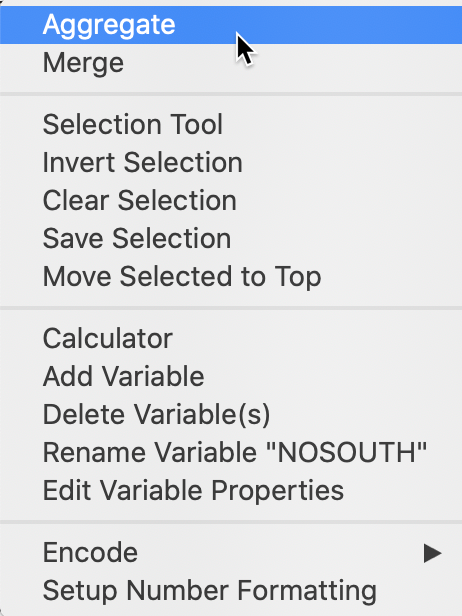 Aggregate
Merge
Selection Tool
Invert Selection
Clear Selection
Save Selection
Move Selected to Top
Calculator
Add Variable
Delete Variable(s)
Rename Variable "NOSOUTH"
Edit Variable Properties
Encode
Setup Number Formatting